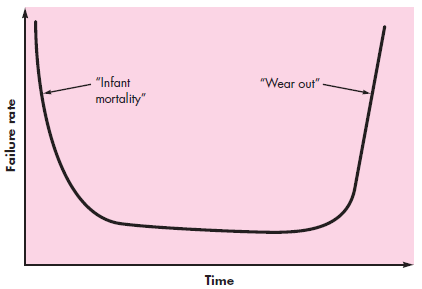 "Infant
mortality"
"Wear out"
Failure rate
Time